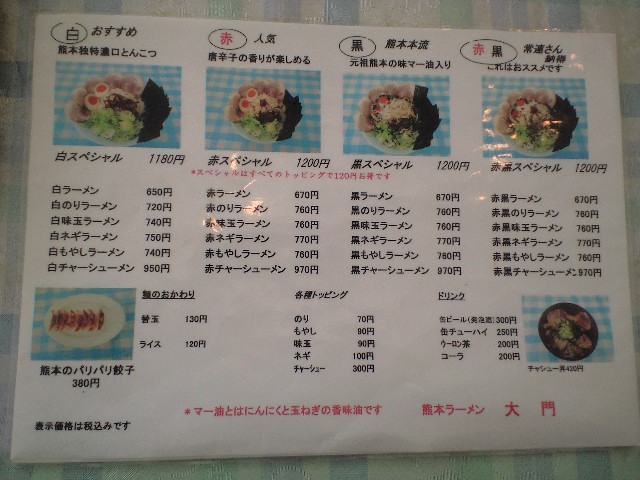 白 おすすめ
熊本独特濃口とんこつ
赤 人気
唐辛子の香りが楽しめる
黒 熊本本流
元祖熊本の味マー油入り
赤黒 常連さん
納得
これはおススメです
白スペシャル 1180円
赤スペシャル 1200円
黒スペシャル 1200円
赤黒スペシャル 1200円
*スペシャルはすべてのトッピングで120円お得です
白ラーメン 650円
白のりラーメン 720円
白味玉ラーメン 740円
白ネギラーメン 750円
白もやしラーメン 740円
白チャーシューメン 950円
赤ラーメン 670円
赤のりラーメン 760円
赤味玉ラーメン 760円
赤ネギラーメン 770円
赤もやしラーメン 760円
赤チャーシューメン 970円
黒ラーメン 670円
黒のりラーメン 760円
黒味玉ラーメン 760円
黒ネギラーメン 770円
黒もやしラーメン 760円
黒チャーシューメン 970円
赤黒ラーメン 670円
赤黒のりラーメン 760円
赤黒味玉ラーメン 760円
赤黒ネギラーメン 770円
赤黒もやしラーメン 760円
赤黒チャーシューメン 970円
熊本のパリパリ餃子
380円
麺のおかわり
替玉 130円
ライス 120円
各種トッピング
のり 70円
もやし 90円
味玉 90円
ネギ 100円
チャーシュー 300円
ドリンク
缶ビール(発泡酒) 300円
缶チューハイ 250円
ウーロン茶 200円
コーラ 200円
チャシュー丼420円
*マー油とはにんにくと玉ねぎの香味油です
熊本ラーメン 大門
表示価格は税込みです